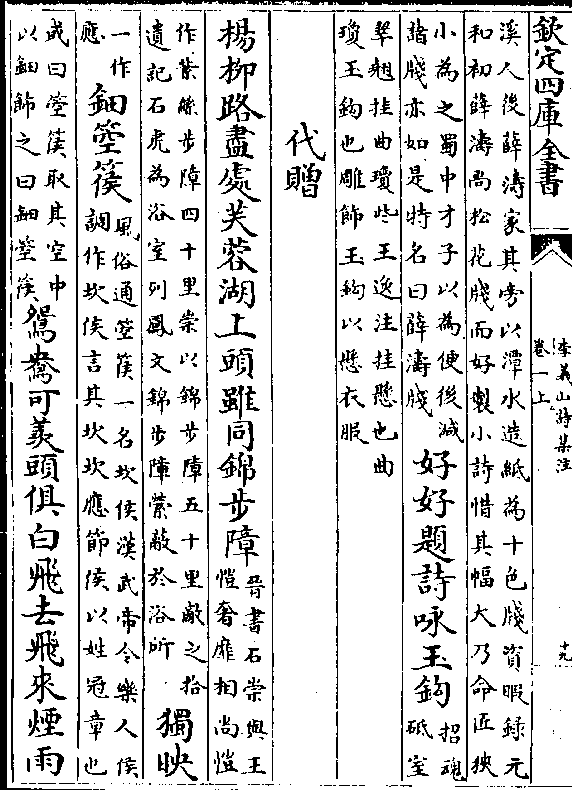 欽定四庫全書
李義山詩集注
卷一上
十九
溪人後薛濤家其旁以潭水造紙為十色牋資暇録元
和初薛濤尚松花牋而好製小詩惜其幅大乃命匠狹
小為之蜀中才子以為便後減
諸牋亦如是特名曰薛濤牋
好好題詩咏玉鈎
招魂
砥室
翠翹挂曲瓊些王逸注挂懸也曲
瓊玉鈎也雕飾玉鈎以懸衣服
代贈
楊柳路盡處芙蓉湖上頭雖同錦步障
晉書石崇與王
愷奢靡相尚愷
作紫絲步障四十里崇以錦步障五十里敵之拾
遺記石虎為浴室列鳳文錦步障縈蔽於浴所
獨映
一作
應
鈿箜篌
風俗通箜篌一名坎侯漢武帝令樂人侯
調作坎侯言其坎坎應節侯以姓冠章也
或曰箜篌取其空中
以鈿飾之曰鈿箜篌
鴛鴦可羡頭俱白飛去飛來煙雨